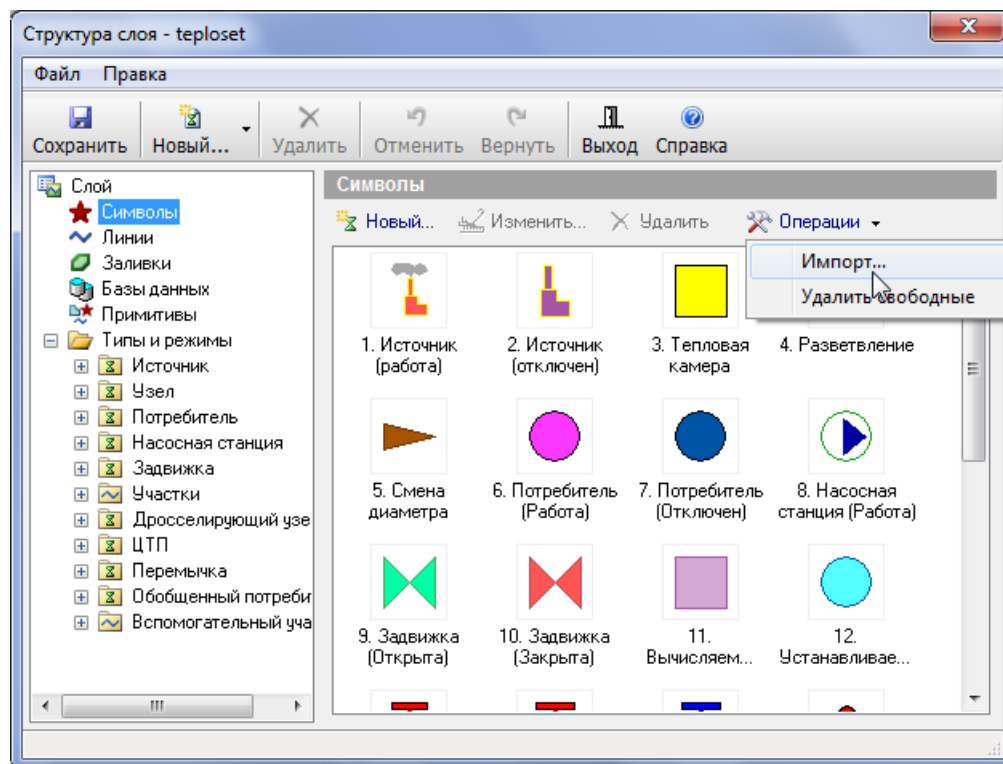 Структура слоя - teploset
Файл Правка
Сохранить Новый... Удалить Отменить Вернуть Выход Справка
Слой
Символы
Линии
Заливки
Базы данных
Примитивы
Типы и режимы
Источник
Узел
Потребитель
Насосная станция
Задвижка
Участки
Дросселирующий узе
ЦТП
Перемычка
Обобщенный потреби
Вспомогательный уча
Символы
Новый... Изменить... Удалить Операции
Импорт...
Удалить свободные
1. Источник
(работа)
2. Источник
(отключен)
3. Тепловая
камера
4. Разветвление
5. Смена
диаметра
6. Потребитель
(Работа)
7. Потребитель
(Отключен)
8. Насосная
станция (Работа)
9. Задвижка
(Открыта)
10. Задвижка
(Закрыта)
11.
Вычисляем...
12.
Устанавливае...